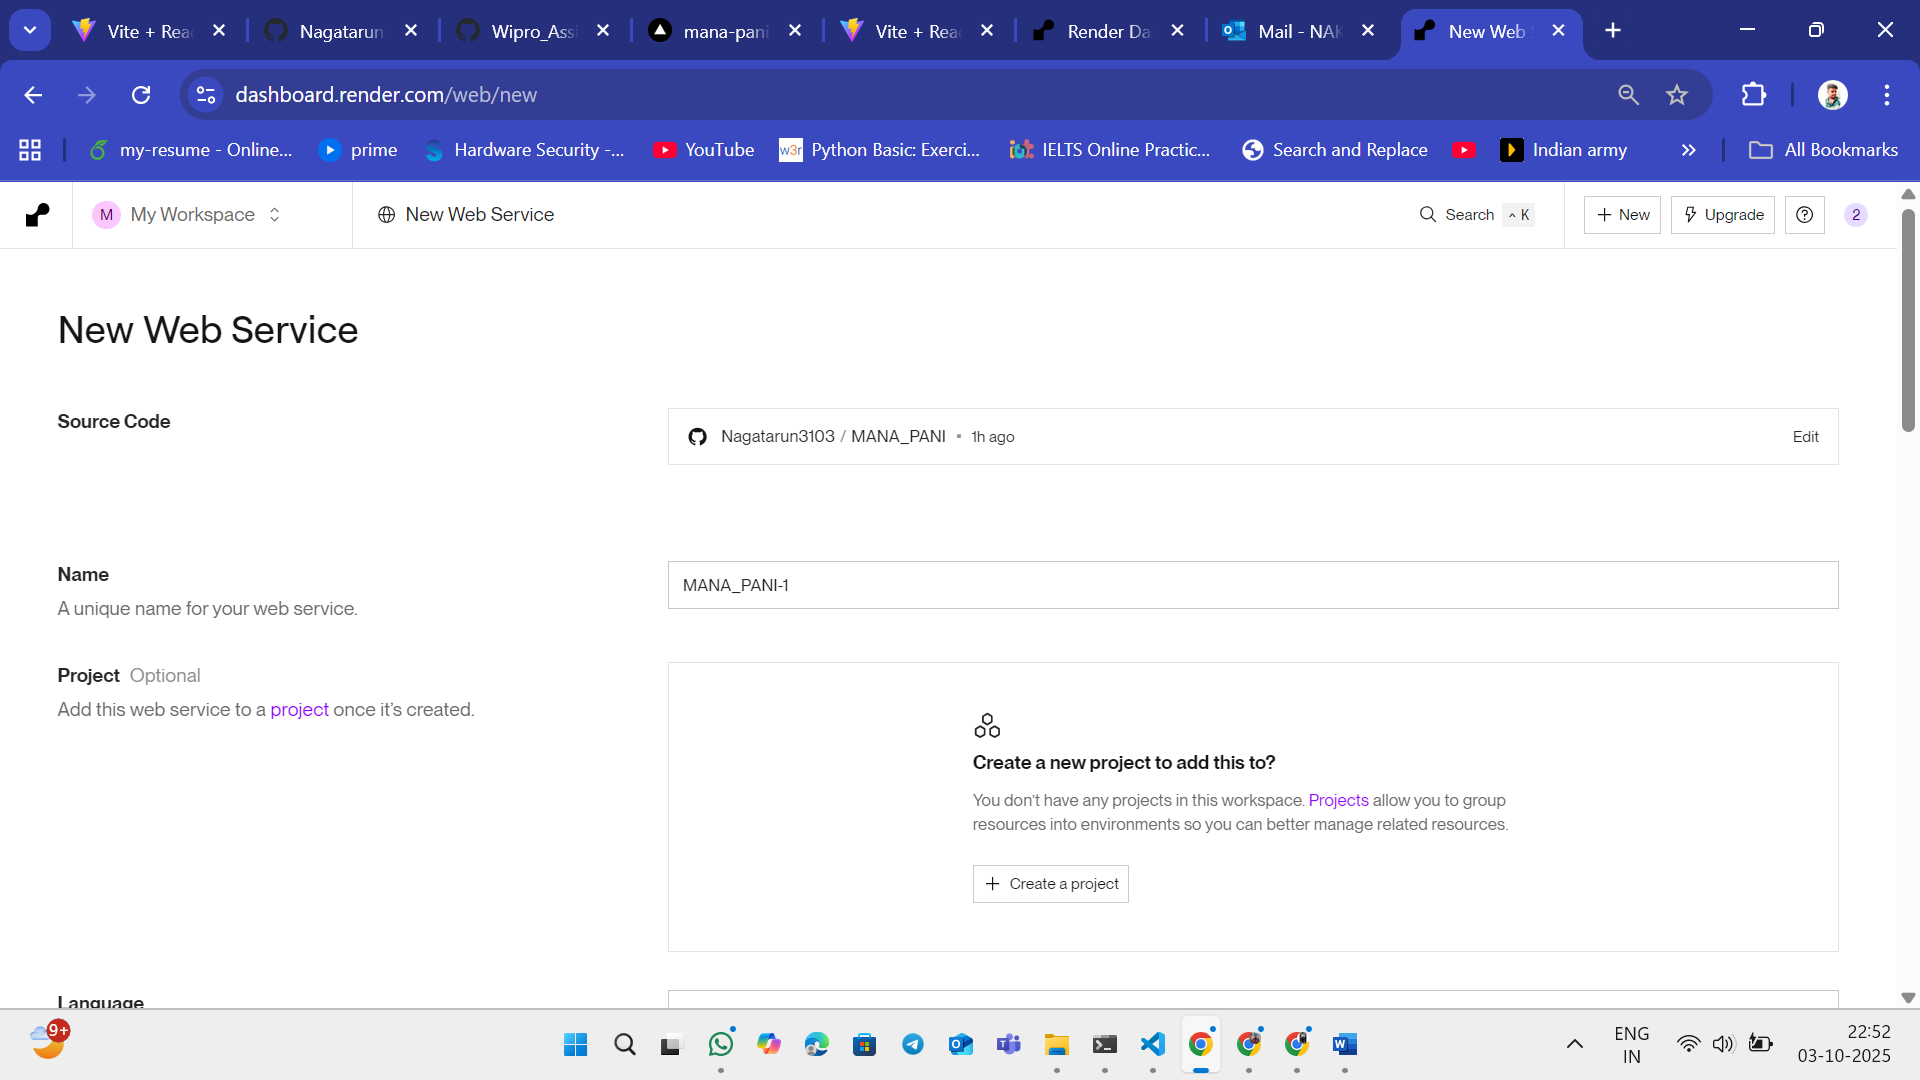 Vite + Rea
Nagatarun
Wipro_Assi
mana-pani
Vite + Rea
Render Da
Mail - NAK
New Web S
dashboard.render.com/web/new
my-resume - Online...
prime
Hardware Security -...
YouTube
w3r
Python Basic: Exerci...
IELTS Online Practic...
Search and Replace
Indian army
All Bookmarks
M My Workspace
New Web Service
Search ^ K
+ New
Upgrade
2
New Web Service
Source Code
Nagatarun3103 / MANA_PANI • 1h ago
Edit
Name
A unique name for your web service.
MANA_PANI-1
Project Optional
Add this web service to a project once it's created.
Create a new project to add this to?
You don't have any projects in this workspace. Projects allow you to group
resources into environments so you can better manage related resources.
+ Create a project
Language
9+
ENG
IN
22:52
03-10-2025